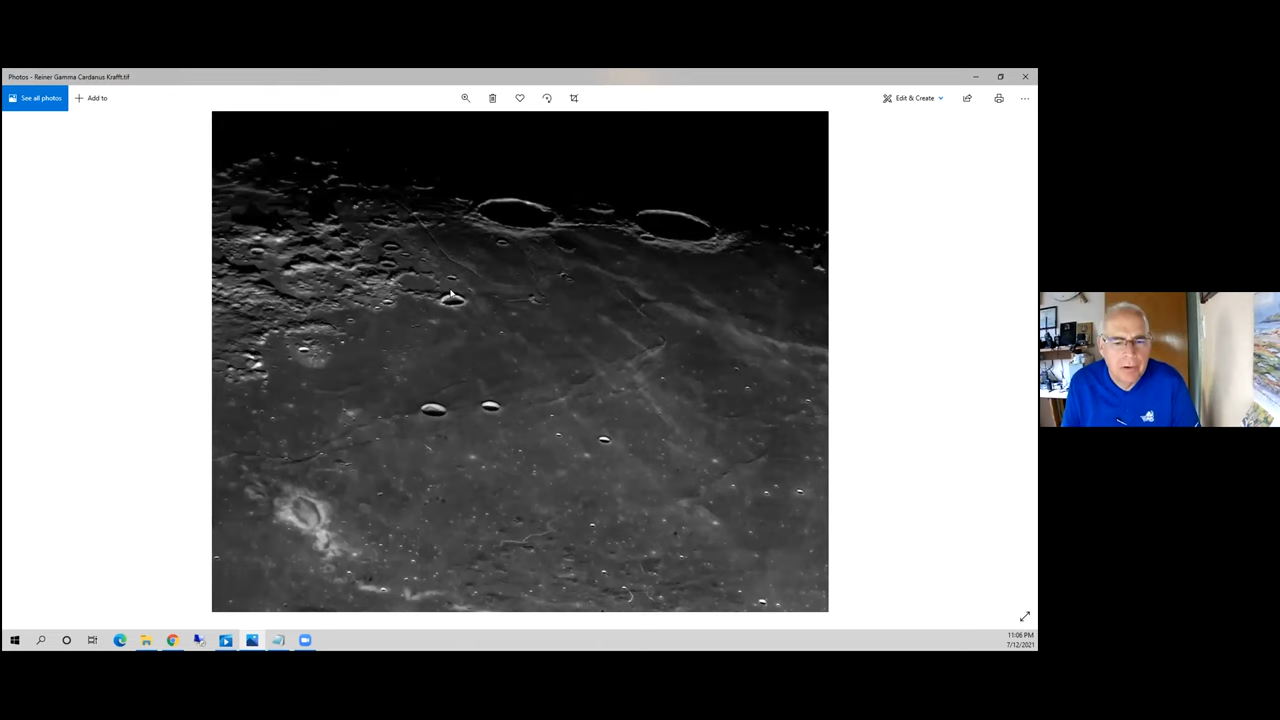 Photos - Reiner Gamma Cardanus Krafft.tif
See all photos
Add to
Edit & Create
11:06 PM
7/12/2021